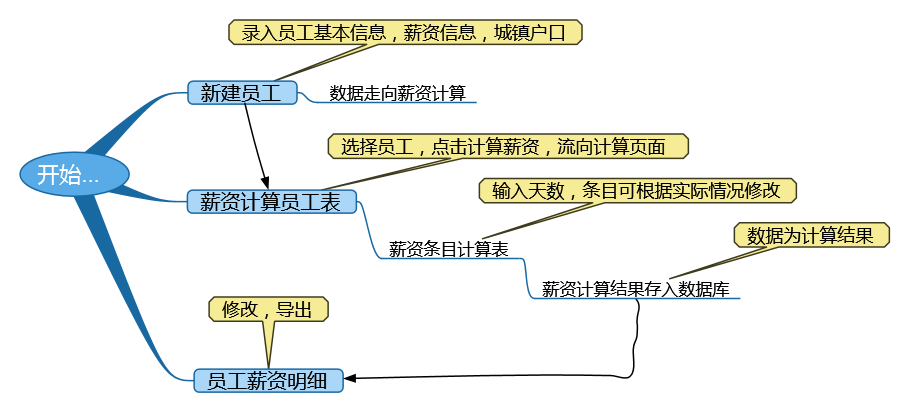 录入员工基本信息，薪资信息，城镇户口
新建员工
数据走向薪资计算
选择员工，点击计算薪资，流向计算页面
开始...
薪资计算员工表
输入天数，条目可根据实际情况修改
薪资条目计算表
数据为计算结果
薪资计算结果存入数据库
修改，导出
员工薪资明细